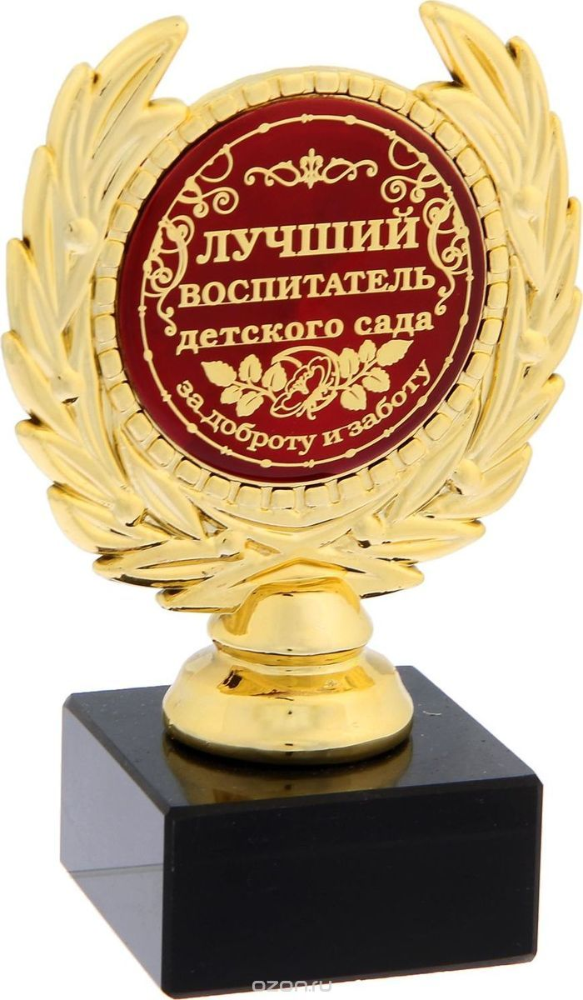 ЛУЧШИЙ
ВОСПИТАТЕЛЬ
детского сада
за доброту и заботу
ozon.ru